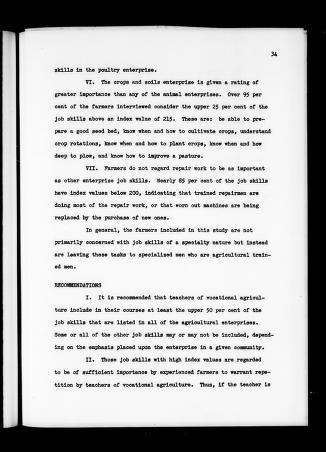 34
skills in the poultry enterprise.
VI. The crops and soils enterprise is given a rating of
greater importance than any of the animal enterprises. Over 95 per
cent of the farmers interviewed consider the upper 25 per cent of the
job skills above an index value of 215. These are: be able to pre-
pare a good seed bed, know when and how to cultivate crops, understand
crop rotations, know when and how to plant crops, know when and how
deep to plow, and know how to improve a pasture.
VII. Farmers do not regard repair work to be as important
as other enterprise job skills. Nearly 85 per cent of the job skills
have index values below 200, indicating that trained repairmen are
doing most of the repair work, or that worn out machines are being
replaced by the purchase of new ones.
In general, the farmers included in this study are not
primarily concerned with job skills of a specialty nature but instead
are leaving these tasks to specialized men who are agricultural train-
ed men.
RECOMMENDATIONS
I. It is recommended that teachers of vocational agricul-
ture include in their courses at least the upper 50 per cent of the
job skills that are listed in all of the agricultural enterprises.
Some or all of the other job skills may or may not be included, depend-
ing on the emphasis placed upon the enterprise in a given community.
II. Those job skills with high index values are regarded
to be of sufficient importance by experienced farmers to warrant repe-
tition by teachers of vocational agriculture. Thus, if the teacher is